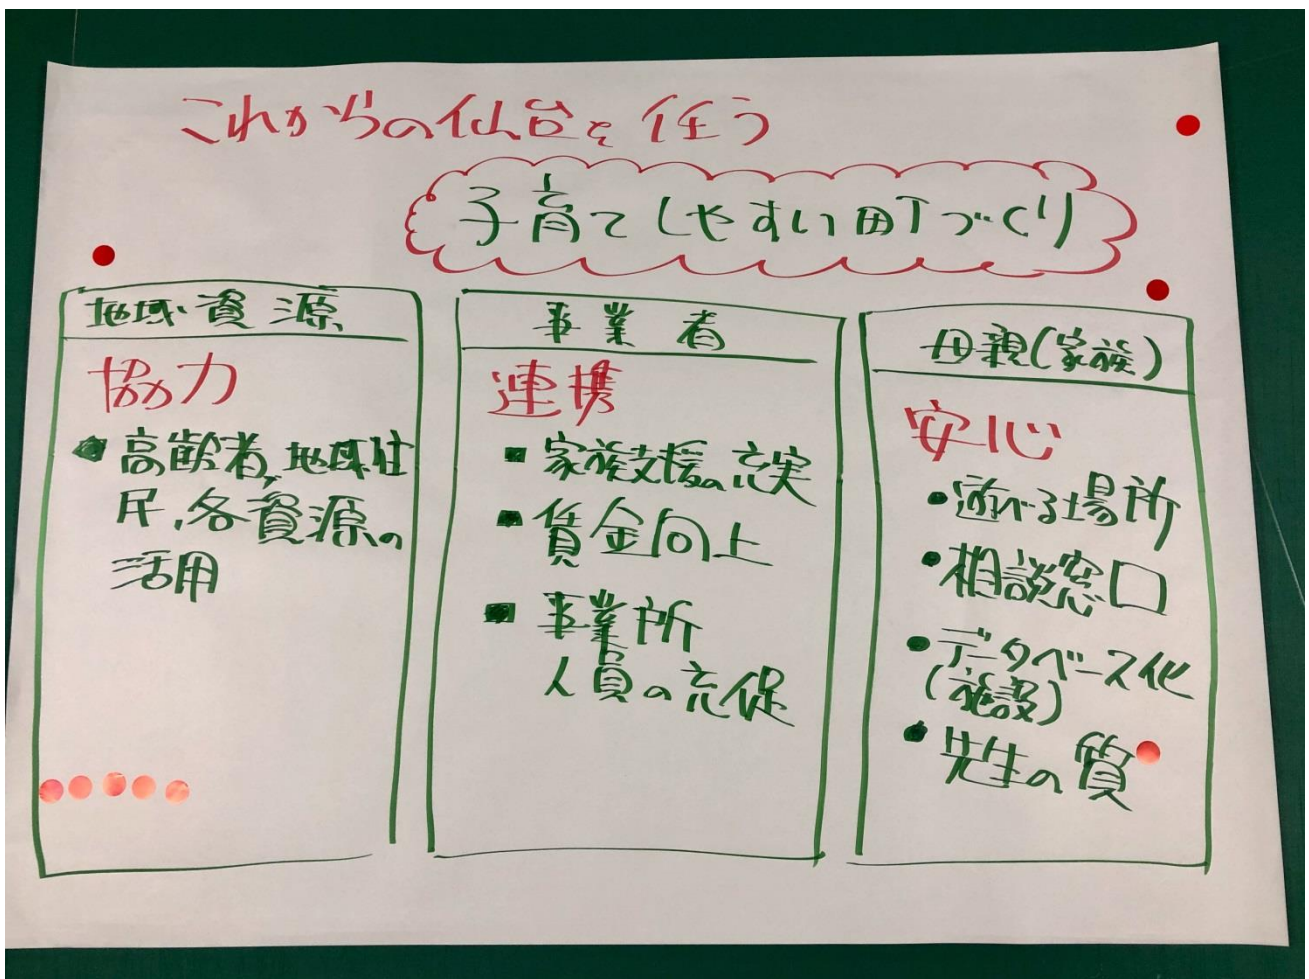 これからの仙台を任う
子育てしやすい町づくり
地域・資源
協力
高齢者、地域住
民、各資源の
活用
事業者
連携
■ 家族支援の充実
■ 賃金向上
■ 事業所
人員の充促
母親(家族)
安心
・遊べる場所
・相談窓口
・データベース化
(施設)
・先生の質